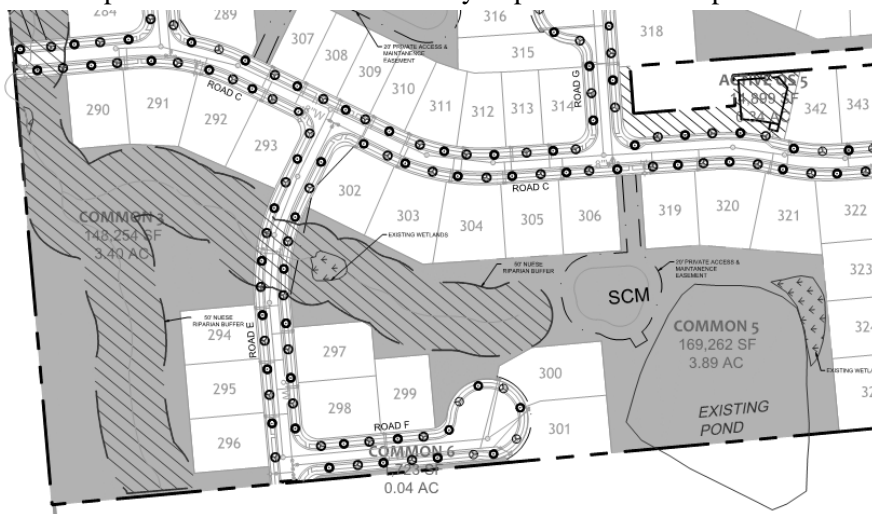 284
289
307
308
309
310
311
312
313
314
315
316
318
20' PRIVATE ACCESS &
MAINTANENCE
EASEMENT
ROAD G
342
343
290
291
292
293
ROAD C
302
303
304
305
306
ROAD C
319
320
321
322
323
COMMON 3
148,254 SF
3.40 AC
EXISTING WETLANDS
50' NUESE
RIPARIAN BUFFER
20' PRIVATE ACCESS &
MAINTANENCE
EASEMENT
SCM
COMMON 5
169,262 SF
3.89 AC
EXISTING
POND
50' NUESE
RIPARIAN BUFFER
294
295
296
ROAD E
297
298
299
300
301
ROAD F
COMMON 6
0.04 AC